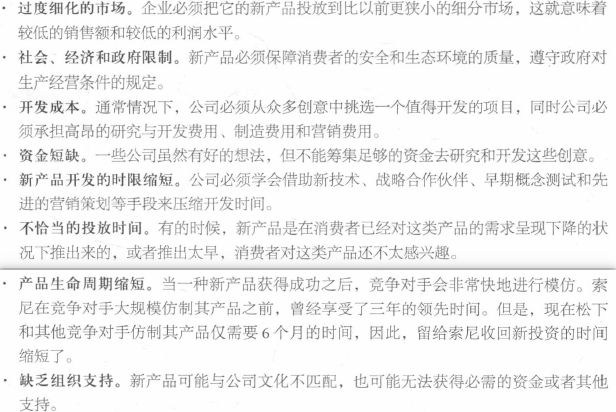 · 过度细化的市场。企业必须把它的新产品投放到比以前更狭小的细分市场，这就意味着
较低的销售额和较低的利润水平。
· 社会、经济和政府限制。新产品必须保障消费者的安全和生态环境的质量，遵守政府对
生产经营条件的规定。
· 开发成本。通常情况下，公司必须从众多创意中挑选一个值得开发的项目，同时公司必
须承担高昂的研究与开发费用、制造费用和营销费用。
· 资金短缺。一些公司虽然有好的想法，但不能筹集足够的资金去研究和开发这些创意。
· 新产品开发的时限缩短。公司必须学会借助新技术、战略合作伙伴、早期概念测试和先
进的营销策划等手段来压缩开发时间。
· 不恰当的投放时间。有的时候，新产品是在消费者已经对这类产品的需求呈现下降的状
况下推出来的，或者推出太早，消费者对这类产品还不太感兴趣。
· 产品生命周期缩短。当一种新产品获得成功之后，竞争对手会非常快地进行模仿。索
尼在竞争对手大规模仿制其产品之前，曾经享受了三年的领先时间。但是，现在松下
和其他竞争对手仿制其产品仅需要 6 个月的时间，因此，留给索尼收回新投资的时间
缩短了。
· 缺乏组织支持。新产品可能与公司文化不匹配，也可能无法获得必需的资金或者其他
支持。